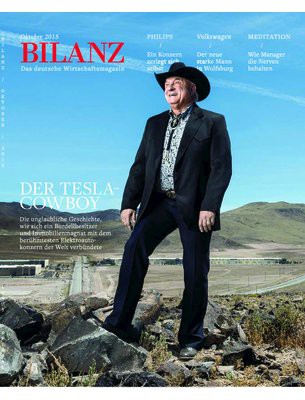 Oktober 2015
BILANZ
Das deutsche Wirtschaftsmagazin
PHILIPS
Ein Konzern
zerlegt sich
selbst
Volkswagen
Der neue
starke Mann
in Wolfsburg
MEDITATION
Wie Manager
die Nerven
behalten
DER TESLA-
COWBOY
Die unglaubliche Geschichte,
wie sich ein Bordellbesitzer
und Immobilienmagnat mit dem
berühmtesten Elektroauto-
konzern der Welt verbündete